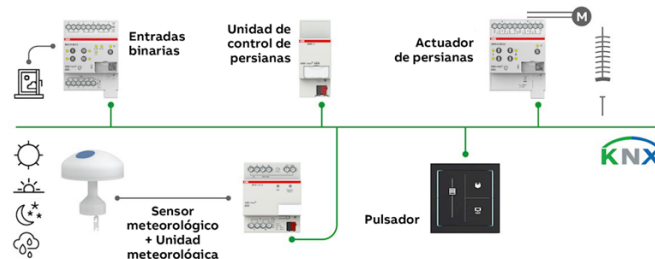 Entradas
binarias
Unidad de
control de
persianas
Actuador
de persianas
M
KNX
Sensor
meteorológico
+ Unidad
meteorológica
Pulsador